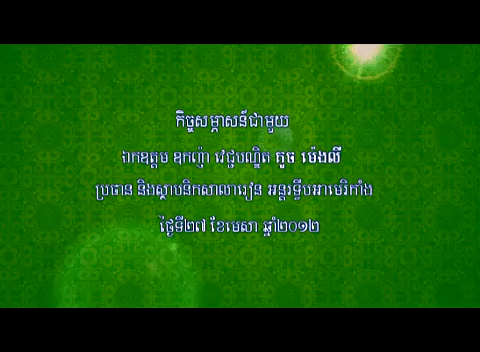 កិច្ចសម្ភាសន៍ជាមួយ
ឯកឧត្តម ឧកញ៉ា វេជ្ជបណ្ឌិត គួច ម៉េងលី
ប្រធាន និងស្ថាបនិកសាលារៀន អន្តរទ្វីបអាមេរិកាំង
ថ្ងៃទី២៧ ខែមេសា ឆ្នាំ២០១២